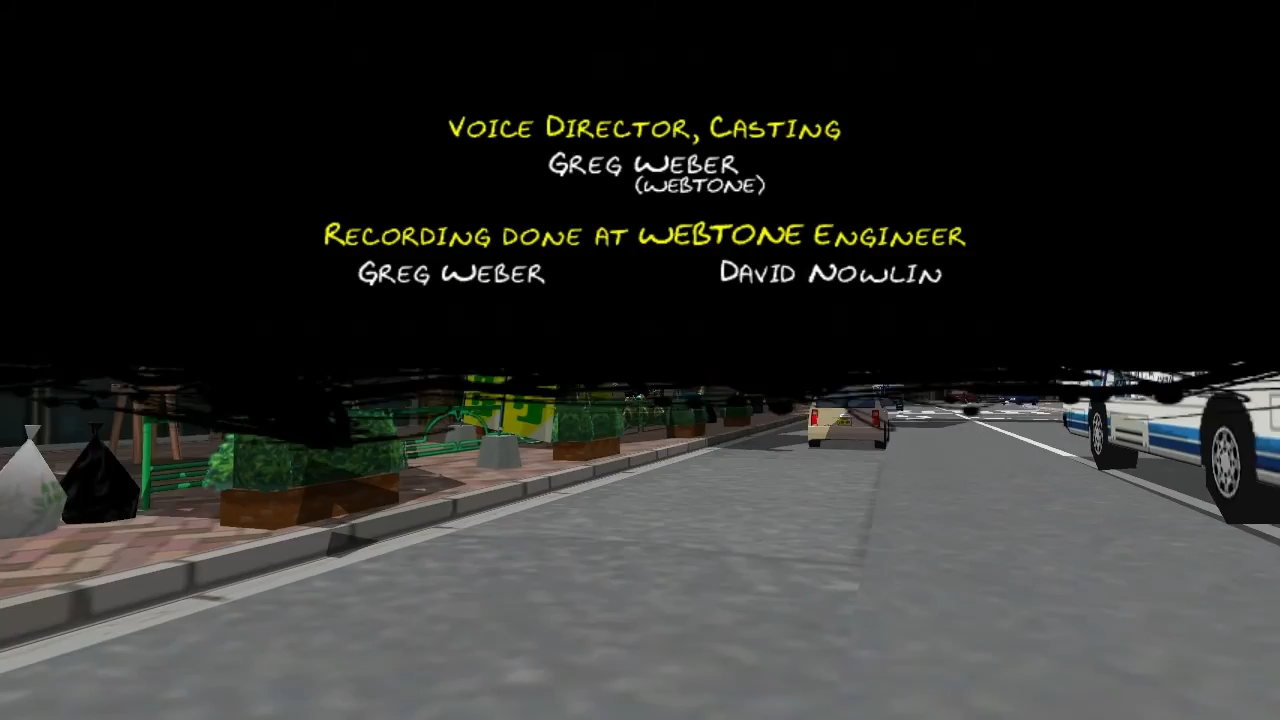 Voice Director, Casting
Greg Weber
(WEBTONE)
Recording done at WEBTONE Engineer
Greg Weber David Nowlin